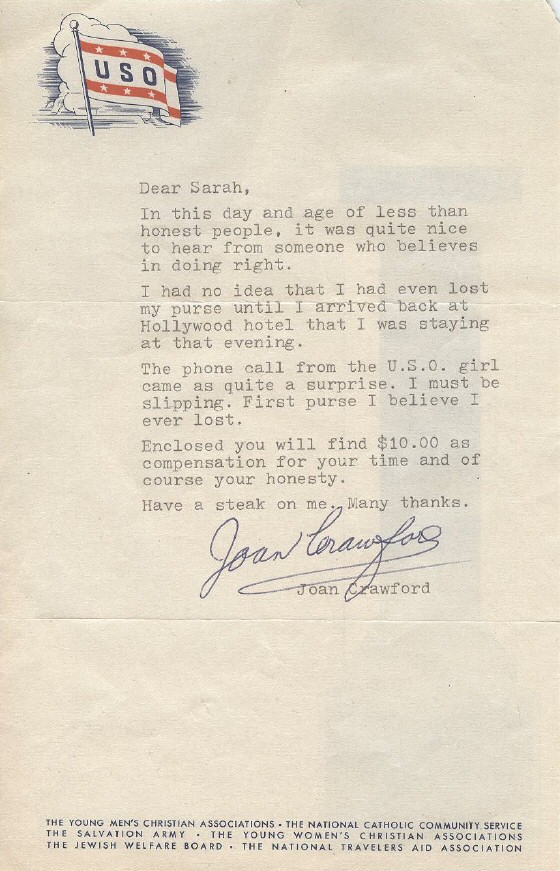 USO
Dear Sarah,
In this day and age of less than
honest people, it was quite nice
to hear from someone who believes
in doing right.
I had no idea that I had even lost
my purse until I arrived back at
Hollywood hotel that I was staying
at that evening.
The phone call from the U.S.O. girl
came as quite a surprise. I must be
slipping. First purse I believe I
ever lost.
Enclosed you will find $10.00 as
compensation for your time and of
course your honesty.
Have a steak on me. Many thanks.
Joan Crawford
Joan Crawford
THE YOUNG MEN'S CHRISTIAN ASSOCIATIONS · THE NATIONAL CATHOLIC COMMUNITY SERVICE
THE SALVATION ARMY · THE YOUNG WOMEN'S CHRISTIAN ASSOCIATIONS
THE JEWISH WELFARE BOARD · THE NATIONAL TRAVELERS AID ASSOCIATION